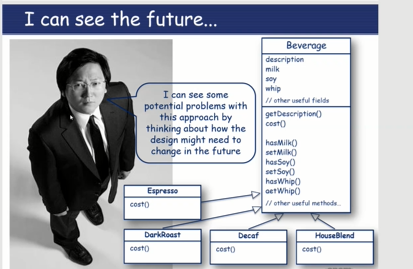 I can see the future...
I can see some
potential problems with
this approach by
thinking about how the
design might need to
change in the future
Beverage
description
milk
soy
whip
// other useful fields
getDescription()
cost()
hasMilk()
setMilk()
hasSoy()
setSoy()
hasWhip()
setWhip()
// other useful methods..
Espresso
cost()
DarkRoast
cost()
Decaf
cost()
HouseBlend
cost()